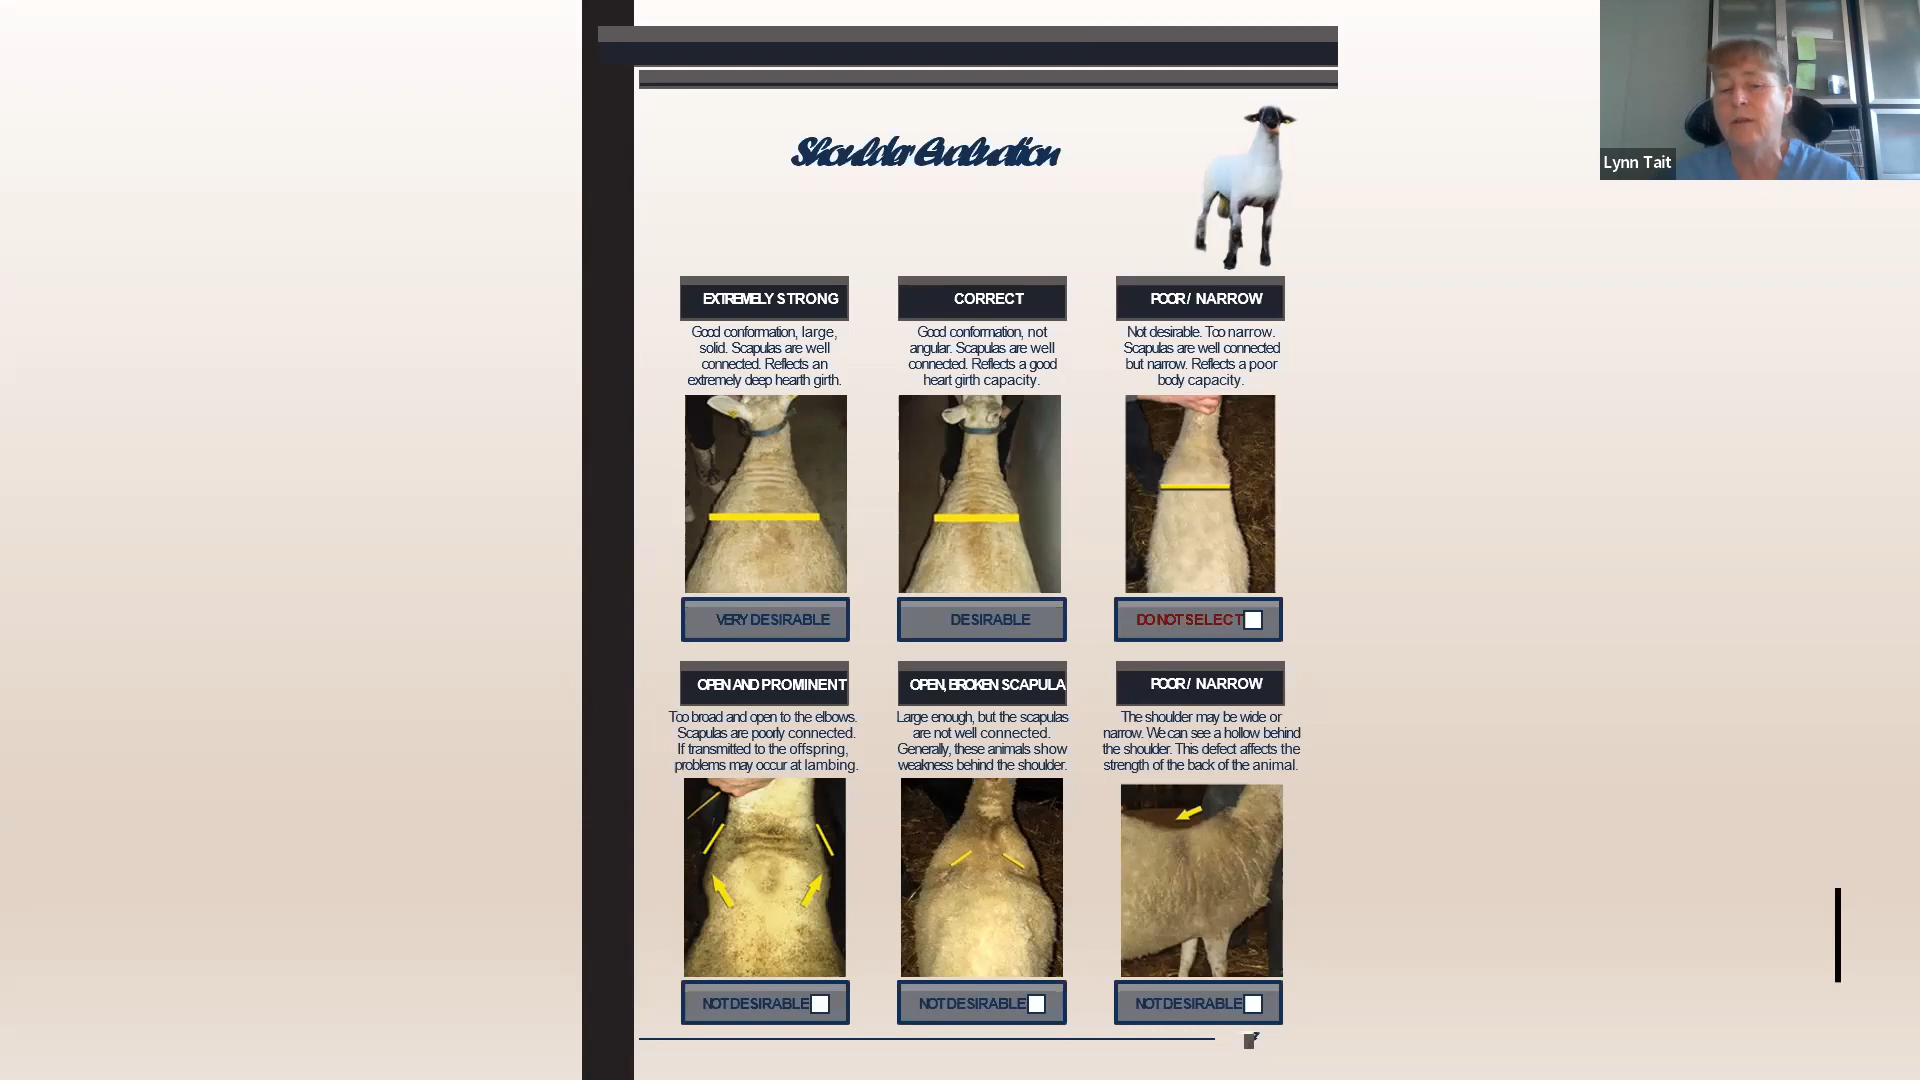 Shoulder Evaluation
Lynn Tait
EXTREMELY STRONG
Good conformation, large,
solid. Scapulas are well
connected. Reflects an
extremely deep hearth girth.
VERY DESIRABLE
CORRECT
Good conformation, not
angular. Scapulas are well
connected. Reflects a good
heart girth capacity.
DESIRABLE
POOR / NARROW
Not desirable. Too narrow.
Scapulas are well connected
but narrow. Reflects a poor
body capacity.
DO NOT SELECT
OPEN AND PROMINENT
Too broad and open to the elbows.
Scapulas are poorly connected.
If transmitted to the offspring,
problems may occur at lambing.
NOT DESIRABLE
OPEN, BROKEN SCAPULA
Large enough, but the scapulas
are not well connected.
Generally, these animals show
weakness behind the shoulder.
NOT DESIRABLE
POOR / NARROW
The shoulder may be wide or
narrow. We can see a hollow behind
the shoulder. This defect affects the
strength of the back of the animal.
NOT DESIRABLE